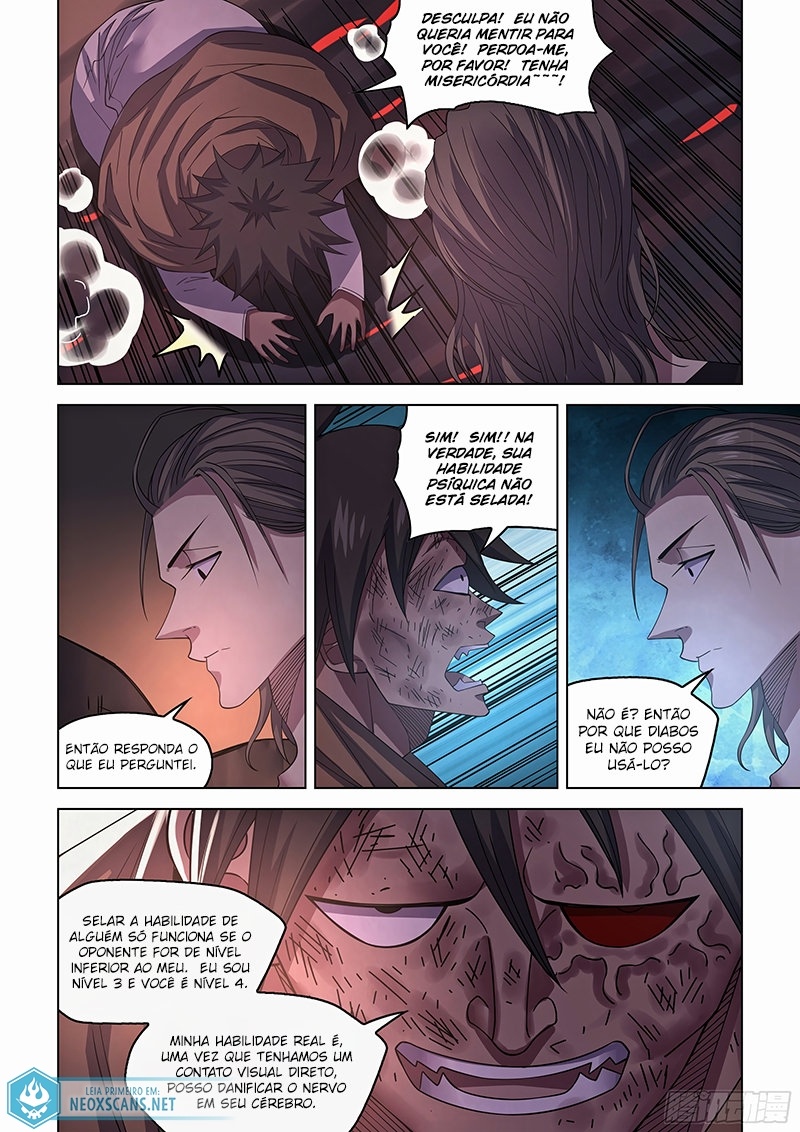 DESCULPA! EU NÃO
QUERIA MENTIR PARA
VOCÊ! PERDOA-ME,
POR FAVOR! TENHA
MISERICÓRDIA~~~!
ENTÃO RESPONDA O
QUE EU PERGUNTEI.
SIM! SIM!! NA
VERDADE, SUA
HABILIDADE
PSÍQUICA NÃO
ESTÁ SELADA!
NÃO É? ENTÃO
POR QUE DIABOS
EU NÃO POSSO
USÁ-LO?
SELAR A HABILIDADE DE
ALGUÉM SÓ FUNCIONA SE O
OPONENTE FOR DE NÍVEL
INFERIOR AO MEU. EU SOU
NÍVEL 3 E VOCÊ É NÍVEL 4.
MINHA HABILIDADE REAL É,
UMA VEZ QUE TENHAMOS UM
CONTATO VISUAL DIRETO,
POSSO DANIFICAR O NERVO
EM SEU CÉREBRO.
LEIA PRIMEIRO EM:
NEOXSCANS.NET
腾讯动漫